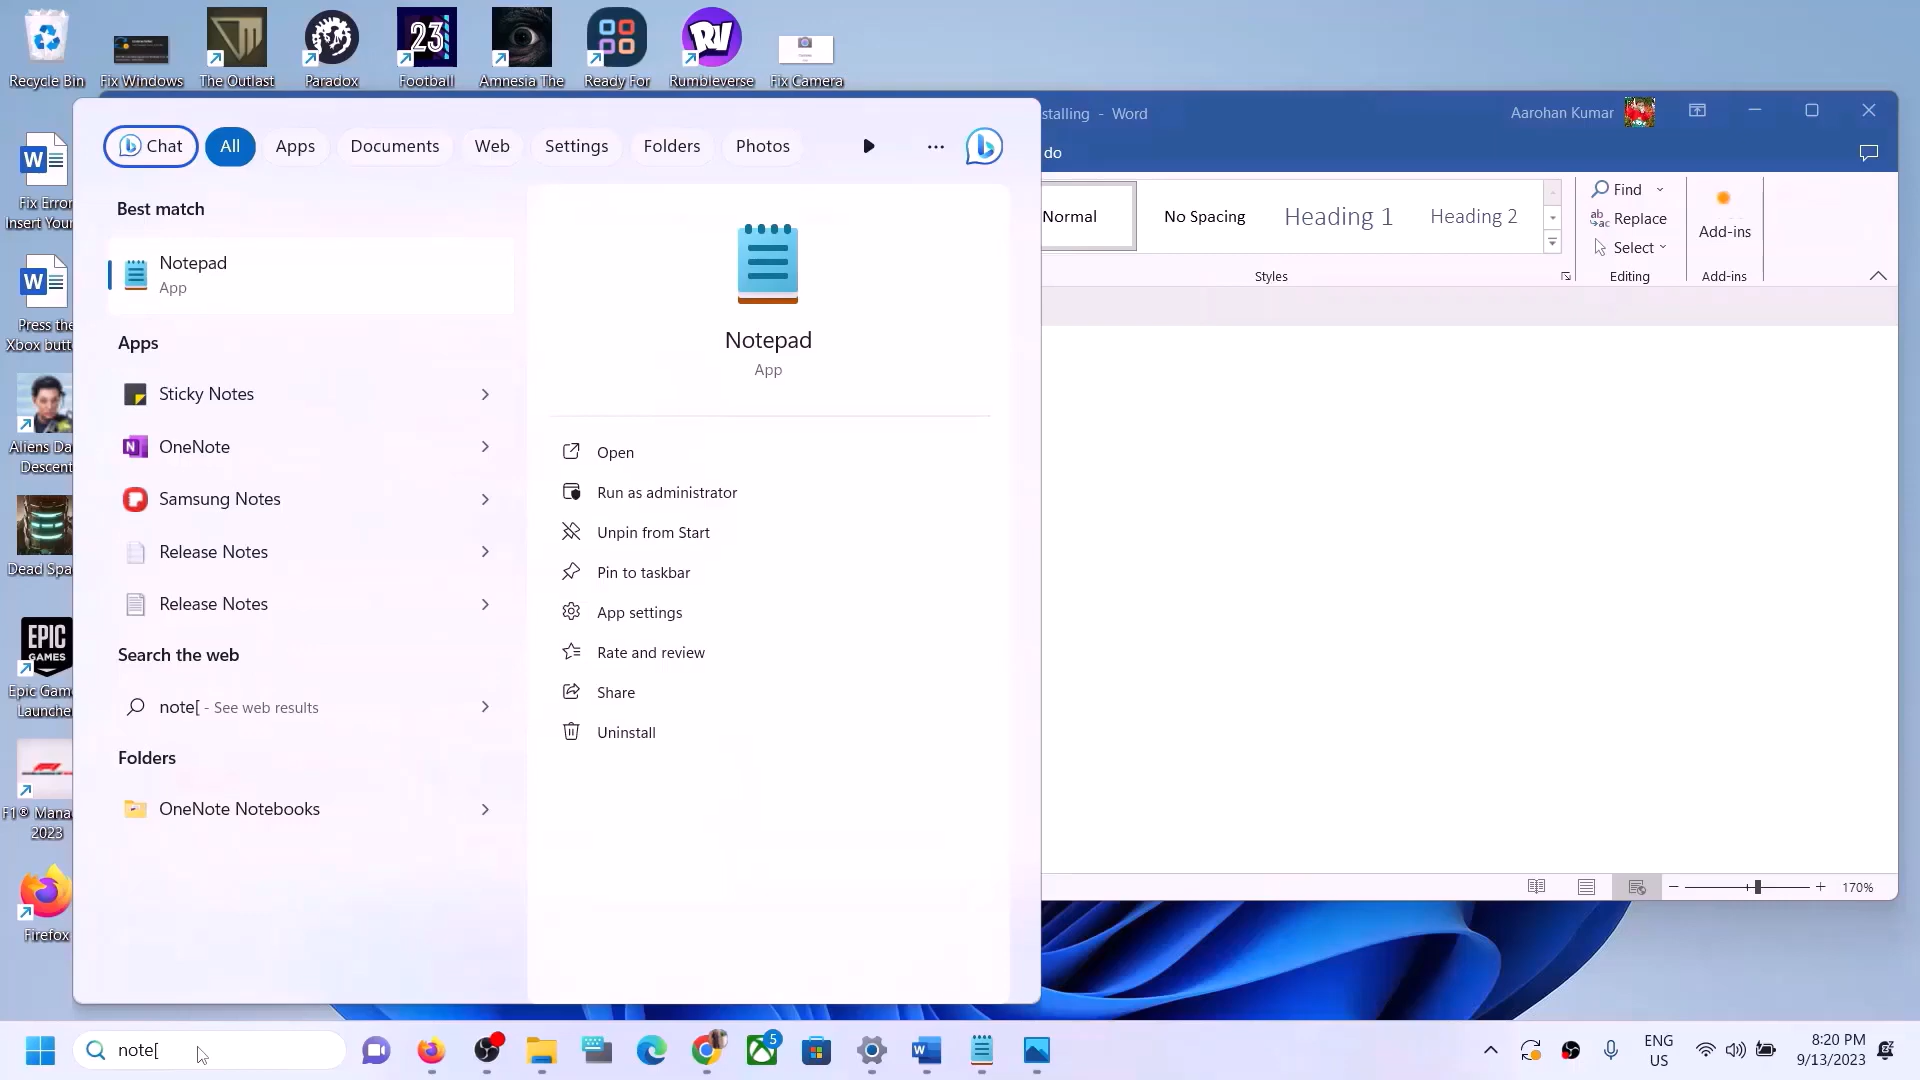 Recycle Bin
Fix Windows
The Outlast
Paradox
23
Football
Amnesia The
Ready For
RV
Rumbleverse
Fix Camera
Fix Error
Insert Your
Press the
Xbox butt
Aliens Da
Descent
Dead Spa
EPIC
GAMES
Epic Gam
Launche
F1® Mana
2023
Firefox
stalling - Word
Aarohan Kumar
do
Normal
No Spacing
Heading 1
Heading 2
Styles
Find
Replace
Select
Editing
Add-ins
Add-ins
170%
Chat
All
Apps
Documents
Web
Settings
Folders
Photos
Best match
Notepad
App
Apps
Sticky Notes
OneNote
Samsung Notes
Release Notes
Release Notes
Search the web
note[ - See web results
Folders
OneNote Notebooks
Notepad
App
Open
Run as administrator
Unpin from Start
Pin to taskbar
App settings
Rate and review
Share
Uninstall
note[
5
ENG
US
8:20 PM
9/13/2023